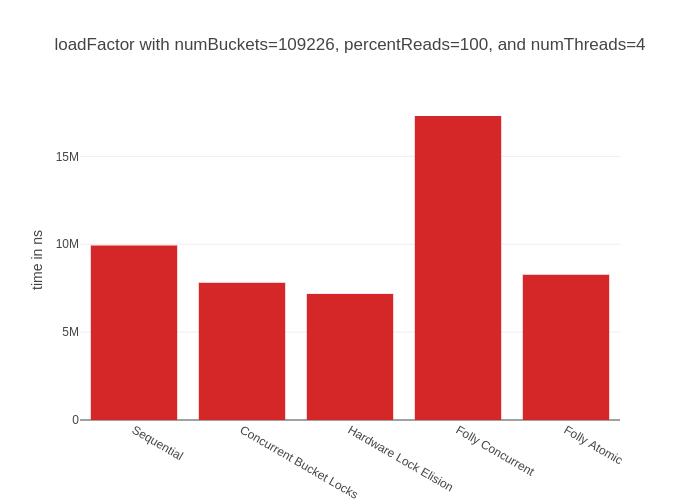 loadFactor with numBuckets=109226, percentReads=100, and numThreads=4
time in ns
15M
10M
5M
0
Sequential
Concurrent Bucket Locks
Hardware Lock Elision
Folly Concurrent
Folly Atomic